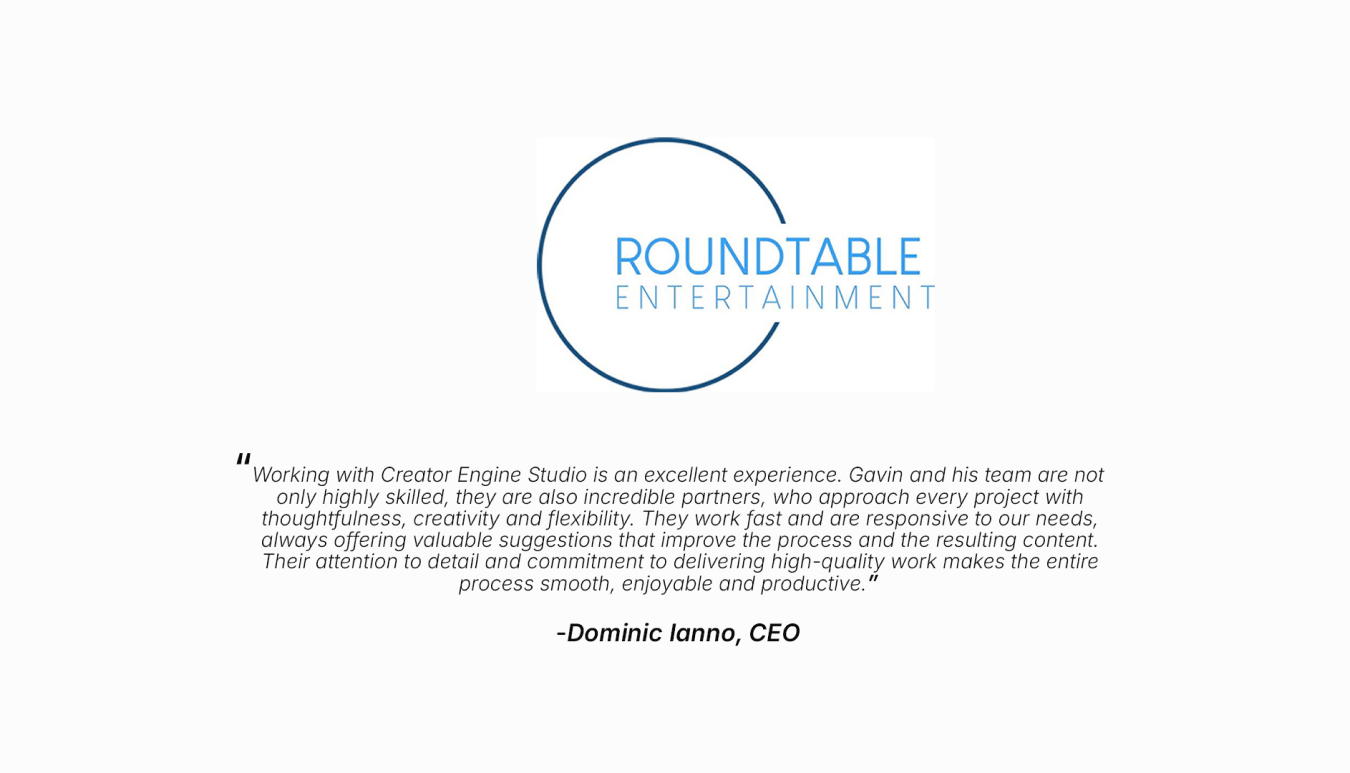 ROUNDTABLE
ENTERTAINMENT
“Working with Creator Engine Studio is an excellent experience. Gavin and his team are not
only highly skilled, they are also incredible partners, who approach every project with
thoughtfulness, creativity and flexibility. They work fast and are responsive to our needs,
always offering valuable suggestions that improve the process and the resulting content.
Their attention to detail and commitment to delivering high-quality work makes the entire
process smooth, enjoyable and productive.”
-Dominic Ianno, CEO